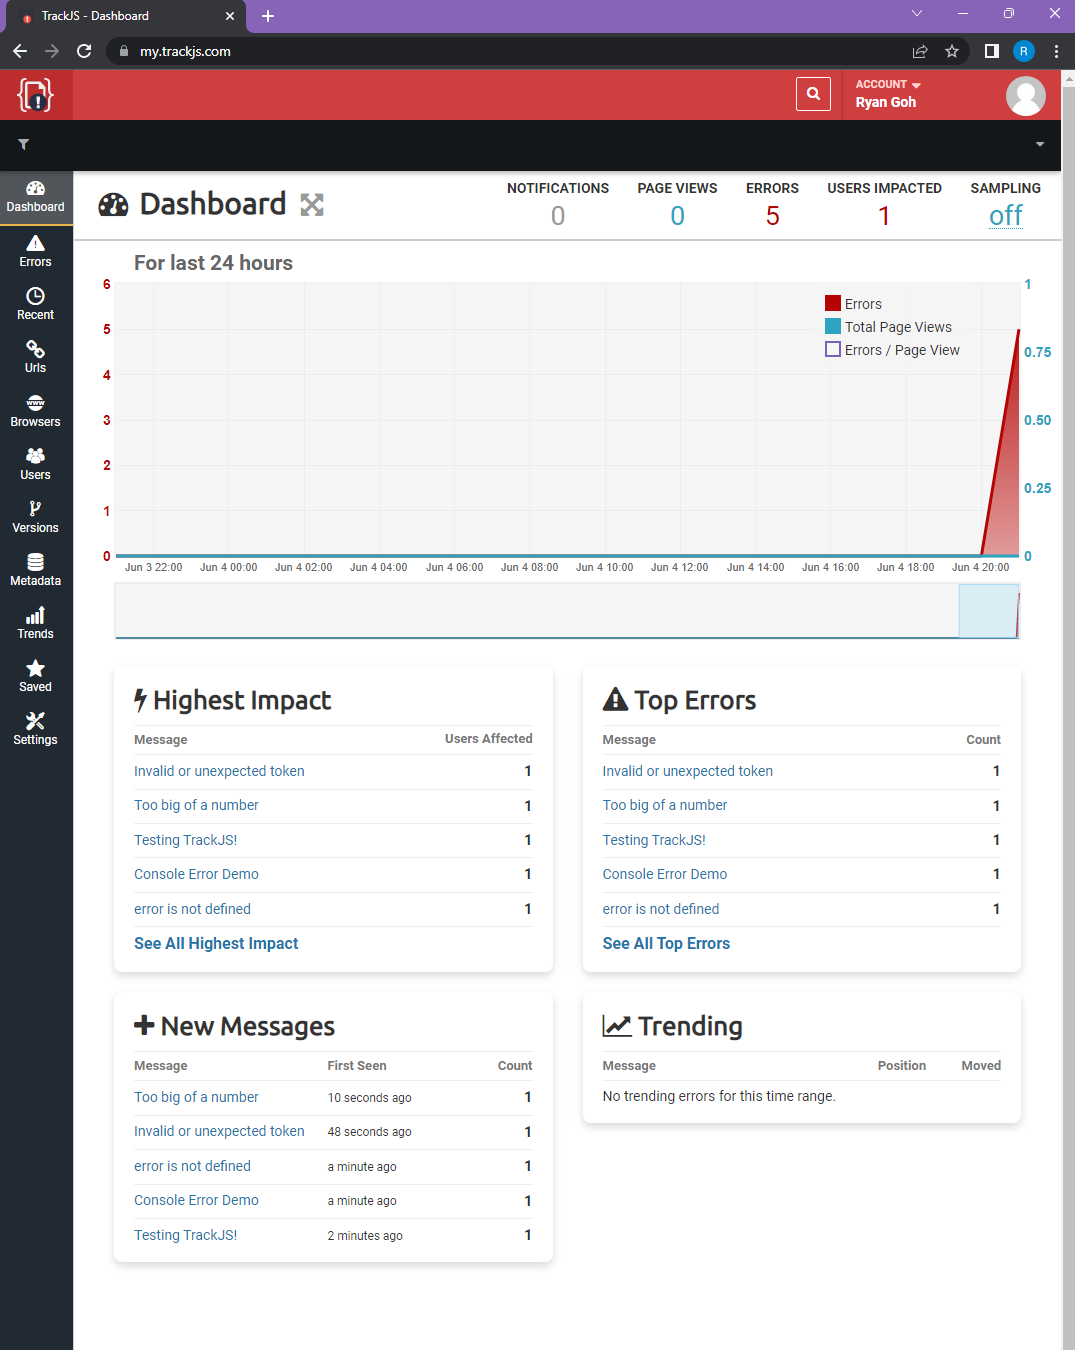 TrackJS - Dashboard
my.trackjs.com
R
ACCOUNT
Ryan Goh
Dashboard
Errors
Recent
Urls
www
Browsers
Users
Versions
Metadata
Trends
Saved
Settings
Dashboard
NOTIFICATIONS PAGE VIEWS ERRORS USERS IMPACTED SAMPLING
0 0 5 1 off
For last 24 hours
6
5
4
3
2
1
0
1
0.75
0.50
0.25
0
Errors
Total Page Views
Errors / Page View
Jun 3 22:00 Jun 4 00:00 Jun 4 02:00 Jun 4 04:00 Jun 4 06:00 Jun 4 08:00 Jun 4 10:00 Jun 4 12:00 Jun 4 14:00 Jun 4 16:00 Jun 4 18:00 Jun 4 20:00
Highest Impact
Message Users Affected
Invalid or unexpected token 1
Too big of a number 1
Testing TrackJS! 1
Console Error Demo 1
error is not defined 1
See All Highest Impact
Top Errors
Message Count
Invalid or unexpected token 1
Too big of a number 1
Testing TrackJS! 1
Console Error Demo 1
error is not defined 1
See All Top Errors
New Messages
Message First Seen Count
Too big of a number 10 seconds ago 1
Invalid or unexpected token 48 seconds ago 1
error is not defined a minute ago 1
Console Error Demo a minute ago 1
Testing TrackJS! 2 minutes ago 1
Trending
Message Position Moved
No trending errors for this time range.